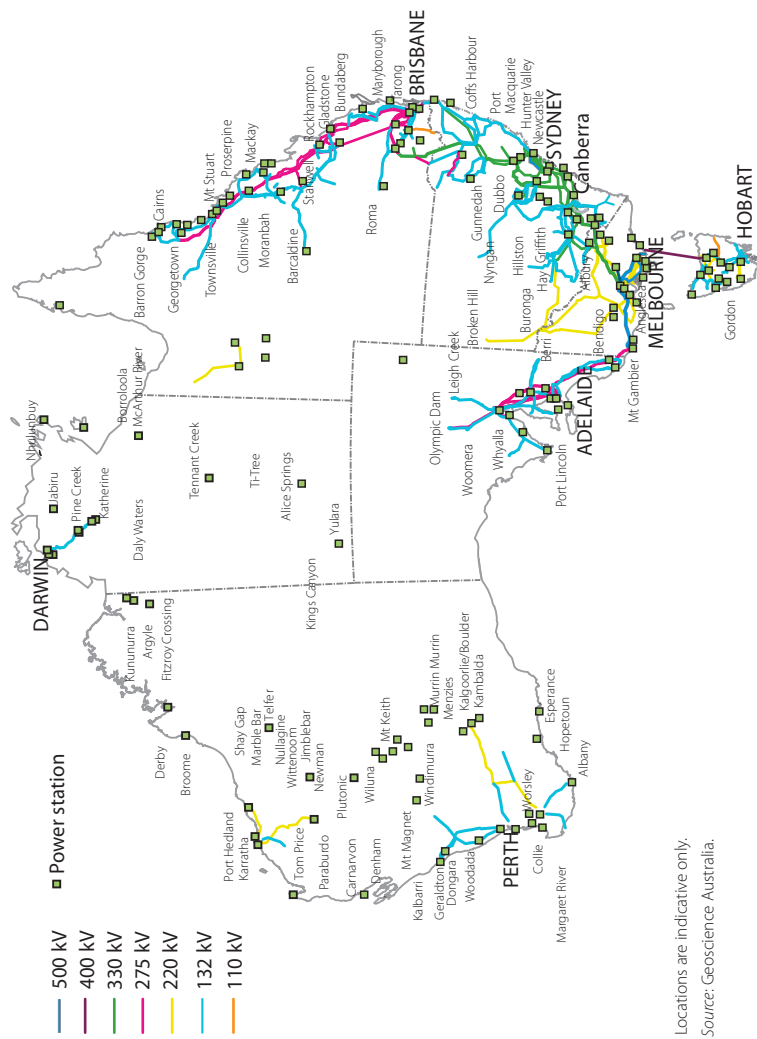 500 kV
400 kV
330 kV
275 kV
220 kV
132 kV
110 kV
Power station
DARWIN
Jabiru
Pine Creek
Katherine
Nhulunbuy
Borroloola
McArthur River
Daly Waters
Tennant Creek
Ti-Tree
Alice Springs
Kings Canyon
Yulara
Kununurra
Argyle
Fitzroy Crossing
Derby
Broome
Shay Gap
Marble Bar
Telfer
Nullagine
Wittenoom
Jimblebar
Newman
Port Hedland
Karratha
Tom Price
Paraburdo
Carnarvon
Denham
Plutonic
Wiluna
Mt Keith
Mt Magnet
Windimurra
Murrin Murrin
Menzies
Kalgoorlie/Boulder
Kambalda
Kalbarri
Geraldton
Dongara
Woodada
PERTH
Worsley
Collie
Margaret River
Albany
Hopetoun
Esperance
Barron Gorge
Cairns
Georgetown
Townsville
Mt Stuart
Proserpine
Collinsville
Mackay
Moranbah
Barcaldine
Stanwell
Rockhampton
Gladstone
Bundaberg
Maryborough
Tarong
BRISBANE
Roma
Coffs Harbour
Port
Macquarie
Hunter Valley
Newcastle
SYDNEY
Canberra
Gunnedah
Dubbo
Nyngan
Hillston
Griffith
Hay
Albury
Broken Hill
Buronga
Berri
Bendigo
Anglesea
MELBOURNE
Mt Gambier
Leigh Creek
Olympic Dam
Woomera
Whyalla
ADELAIDE
Port Lincoln
Gordon
HOBART
Locations are indicative only.
Source: Geoscience Australia.